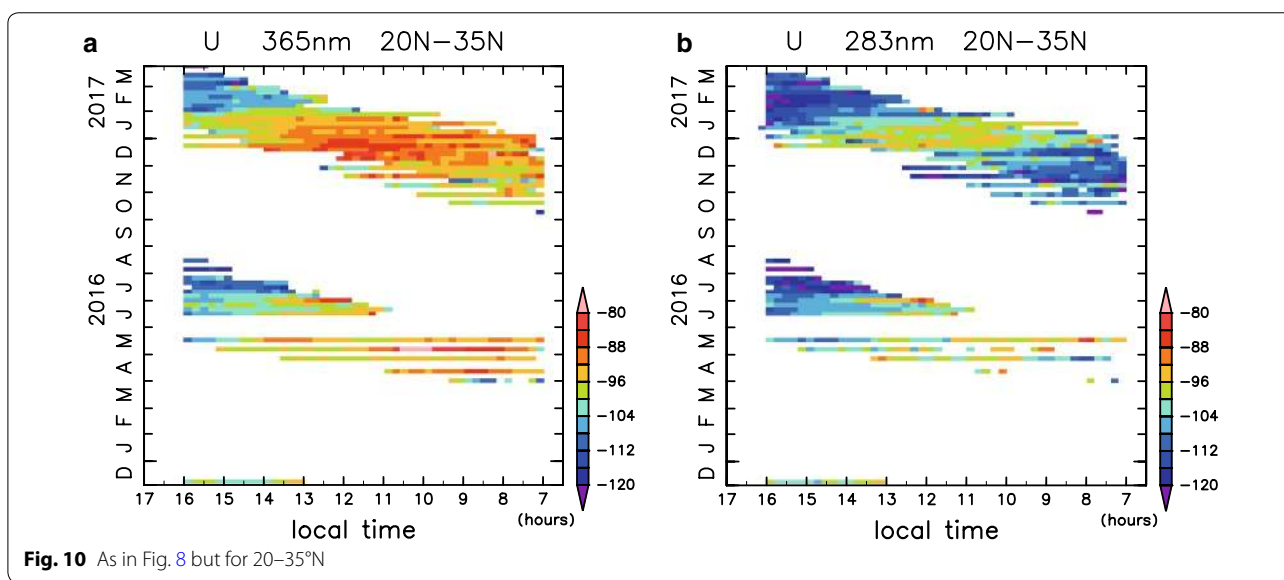 a U 365nm 20N-35N
2017
M
F
J
D
N
O
S
A
2016
J
J
M
A
M
F
J
D
17 16 15 14 13 12 11 10 9 8 7
local time (hours)
-80
-88
-96
-104
-112
-120
b U 283nm 20N-35N
2017
M
F
J
D
N
O
S
A
2016
J
J
M
A
M
F
J
D
17 16 15 14 13 12 11 10 9 8 7
local time (hours)
-80
-88
-96
-104
-112
-120
Fig. 10 As in Fig. 8 but for 20–35°N